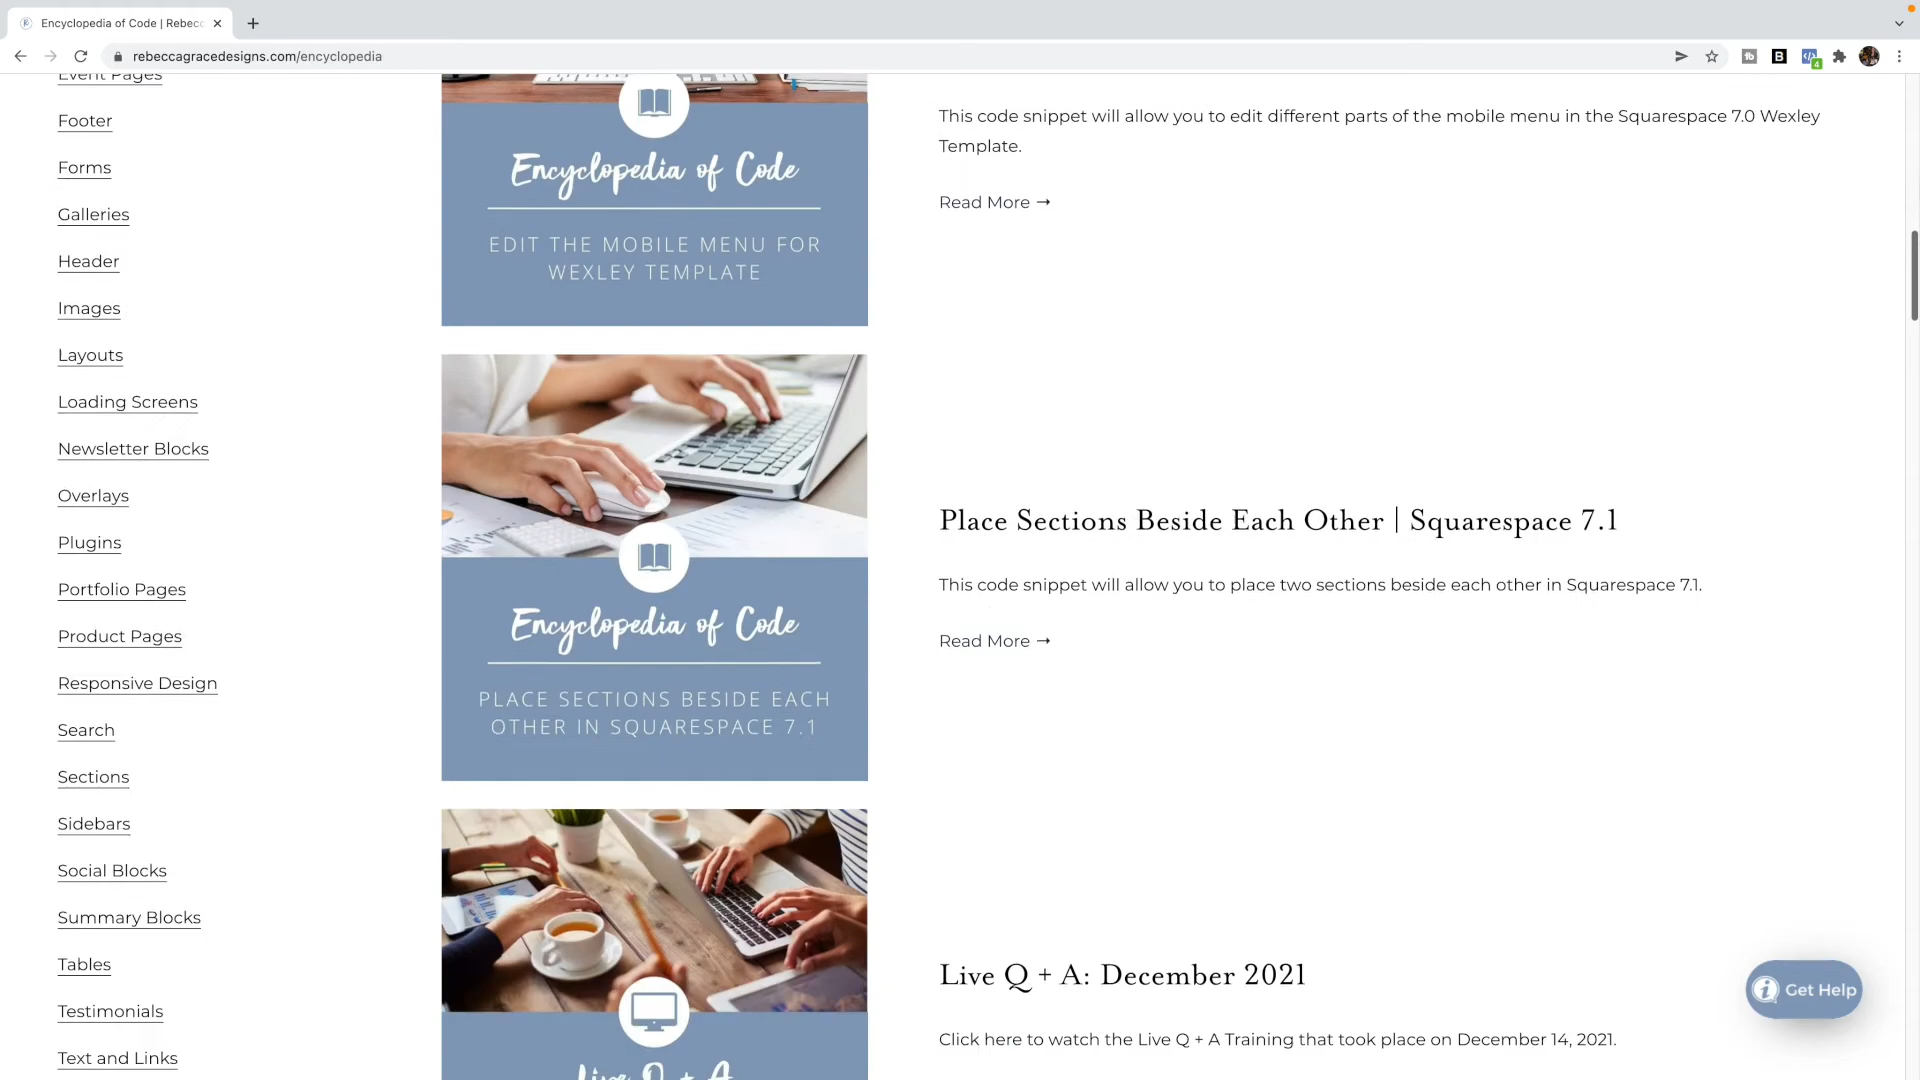 Encyclopedia of Code | Rebecc
rebeccagracedesigns.com/encyclopedia
Event Pages
Footer
Forms
Galleries
Header
Images
Layouts
Loading Screens
Newsletter Blocks
Overlays
Plugins
Portfolio Pages
Product Pages
Responsive Design
Search
Sections
Sidebars
Social Blocks
Summary Blocks
Tables
Testimonials
Text and Links
Encyclopedia of Code
EDIT THE MOBILE MENU FOR
WEXLEY TEMPLATE
This code snippet will allow you to edit different parts of the mobile menu in the Squarespace 7.0 Wexley
Template.
Read More →
Encyclopedia of Code
PLACE SECTIONS BESIDE EACH
OTHER IN SQUARESPACE 7.1
Place Sections Beside Each Other | Squarespace 7.1
This code snippet will allow you to place two sections beside each other in Squarespace 7.1.
Read More →
Live Q + A
Live Q + A: December 2021
Click here to watch the Live Q + A Training that took place on December 14, 2021.
Get Help